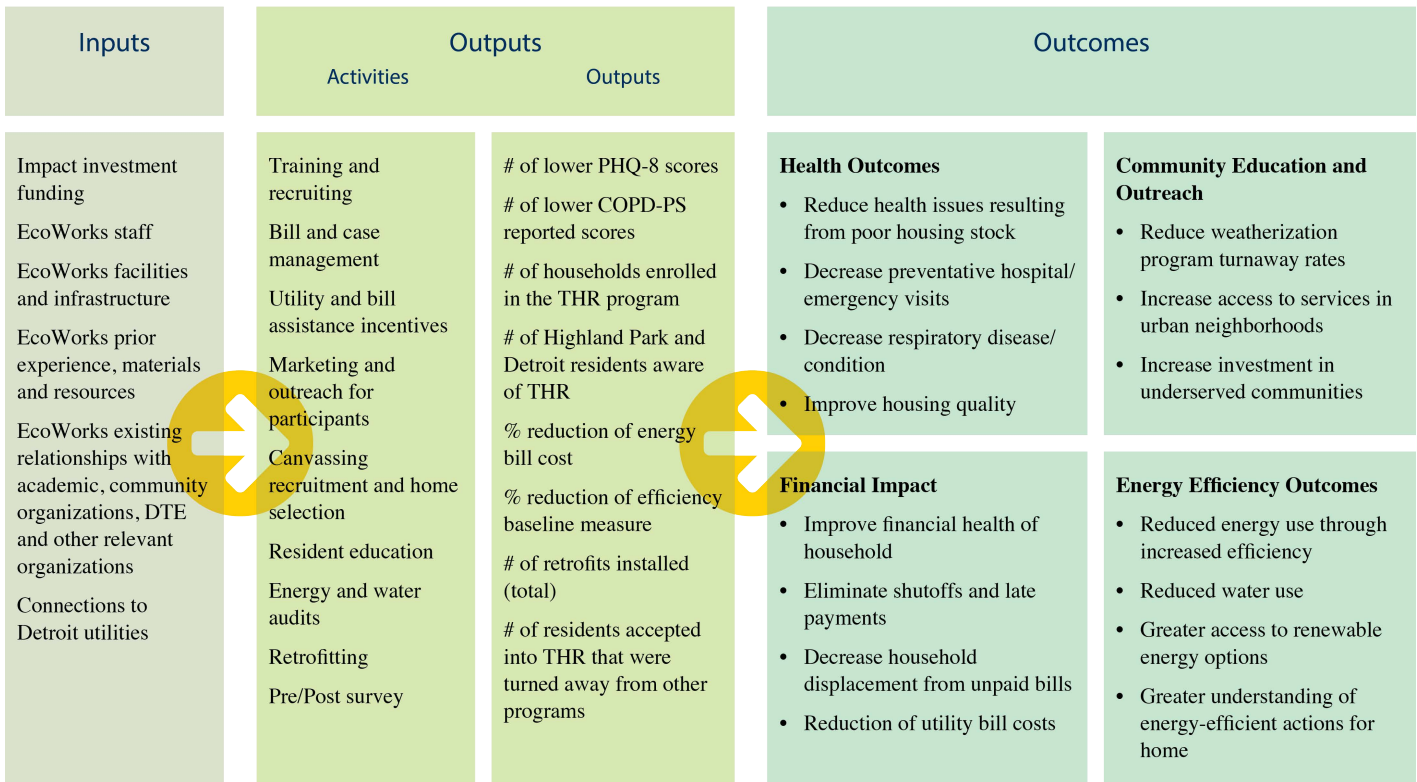 Inputs
Outputs
Activities
Outputs
Outcomes
Impact investment
funding
EcoWorks staff
EcoWorks facilities
and infrastructure
EcoWorks prior
experience, materials
and resources
EcoWorks existing
relationships with
academic, community
organizations, DTE
and other relevant
organizations
Connections to
Detroit utilities
Training and
recruiting
Bill and case
management
Utility and bill
assistance incentives
Marketing and
outreach for
participants
Canvassing
recruitment and home
selection
Resident education
Energy and water
audits
Retrofitting
Pre/Post survey
# of lower PHQ-8 scores
# of lower COPD-PS
reported scores
# of households enrolled
in the THR program
# of Highland Park and
Detroit residents aware
of THR
% reduction of energy
bill cost
% reduction of efficiency
baseline measure
# of retrofits installed
(total)
# of residents accepted
into THR that were
turned away from other
programs
Health Outcomes
• Reduce health issues resulting
from poor housing stock
• Decrease preventative hospital/
emergency visits
• Decrease respiratory disease/
condition
• Improve housing quality
Community Education and
Outreach
• Reduce weatherization
program turnaway rates
• Increase access to services in
urban neighborhoods
• Increase investment in
underserved communities
Financial Impact
• Improve financial health of
household
• Eliminate shutoffs and late
payments
• Decrease household
displacement from unpaid bills
• Reduction of utility bill costs
Energy Efficiency Outcomes
• Reduced energy use through
increased efficiency
• Reduced water use
• Greater access to renewable
energy options
• Greater understanding of
energy-efficient actions for
home